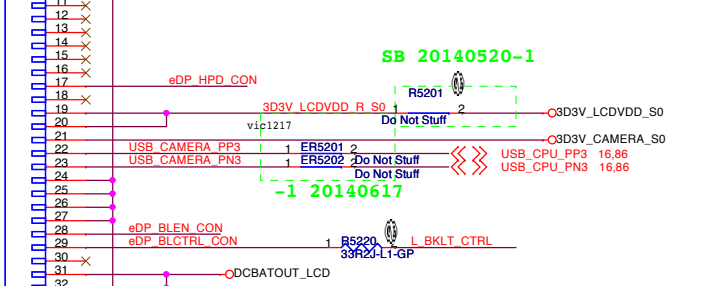 11
12
13
14
15
16
17
18
19
20
21
22
23
24
25
26
27
28
29
30
31
32
SB 20140520-1
eDP_HPD_CON
R5201
3D3V_LCDVDD_R_S0 1 2 3D3V_LCDVDD_S0
Do Not Stuff
vic1217
3D3V_CAMERA_S0
USB_CAMERA_PP3 1 ER5201 2 USB_CPU_PP3 16,86
USB_CAMERA_PN3 1 ER5202 2 Do Not Stuff USB_CPU_PN3 16,86
Do Not Stuff
-1 20140617
eDP_BLEN_CON
eDP_BLCTRL_CON 1 R5220 L_BKLT_CTRL
33R2J-L1-GP
DCBATOUT_LCD